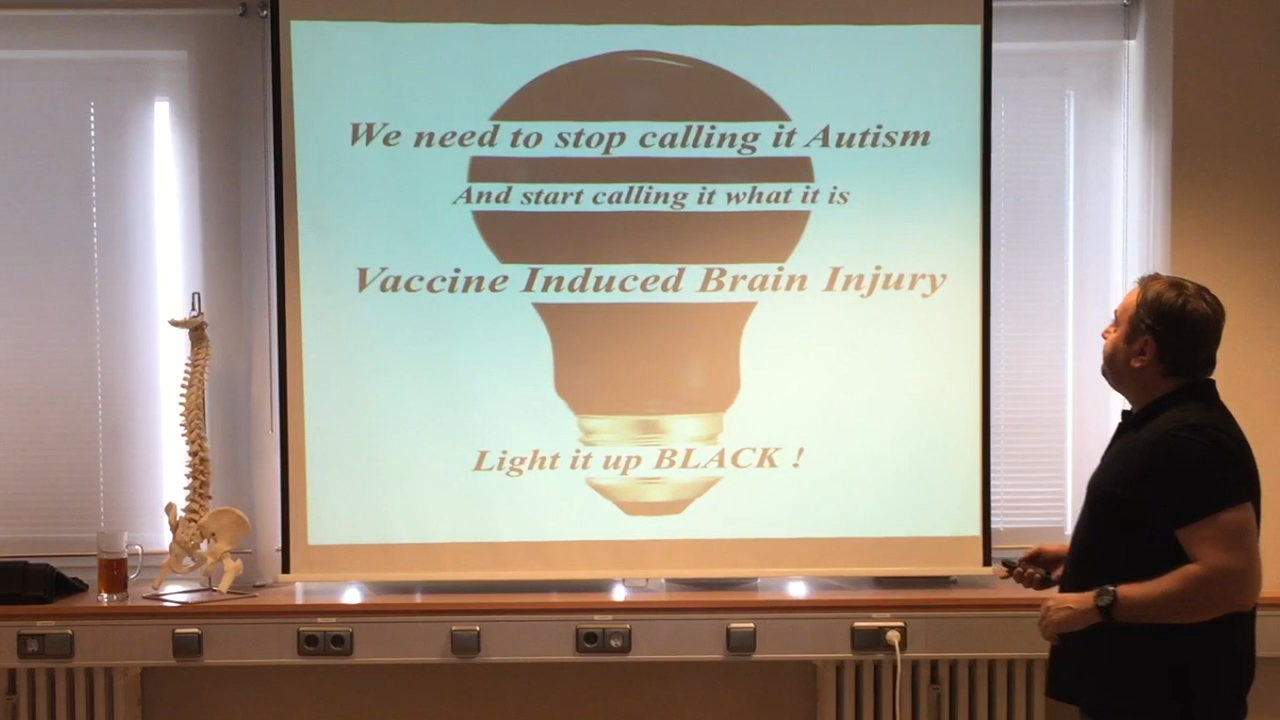 We need to stop calling it Autism
And start calling it what it is
Vaccine Induced Brain Injury
Light it up BLACK !